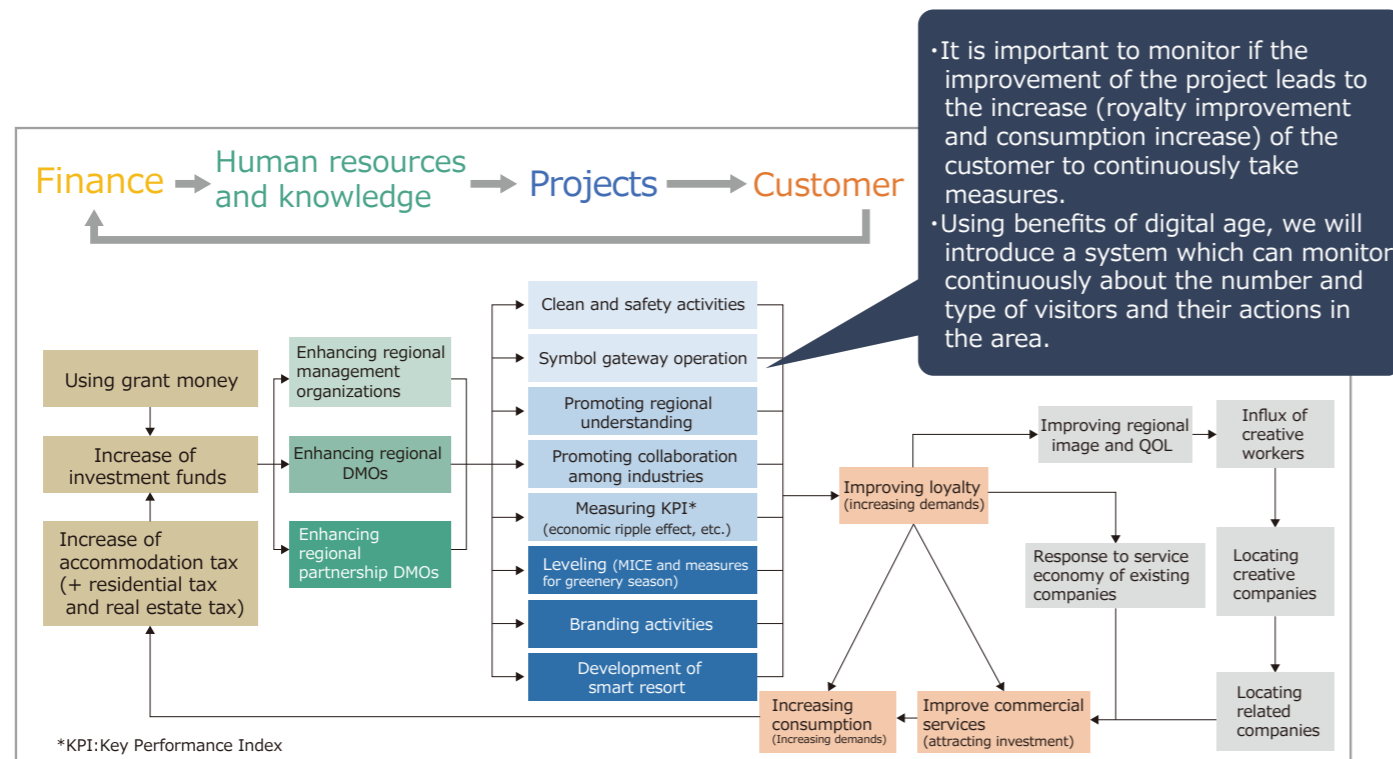 ・It is important to monitor if the
improvement of the project leads to
the increase (royalty improvement
and consumption increase) of the
customer to continuously take
measures.
・Using benefits of digital age, we will
introduce a system which can monitor
continuously about the number and
type of visitors and their actions in
the area.
Finance
Human resources
and knowledge
Projects
Customer
Using grant money
Increase of
investment funds
Increase of
accommodation tax
(+ residential tax
and real estate tax)
Enhancing regional
management
organizations
Enhancing regional
DMOs
Enhancing
regional
partnership DMOs
Clean and safety activities
Symbol gateway operation
Promoting regional
understanding
Promoting collaboration
among industries
Measuring KPI*
(economic ripple effect, etc.)
Leveling (MICE and measures
for greenery season)
Branding activities
Development of
smart resort
Improving loyalty
(increasing demands)
Improving regional
image and QOL
Influx of
creative
workers
Response to service
economy of existing
companies
Locating
creative
companies
Locating
related
companies
Improve commercial
services
(attracting investment)
Increasing
consumption
(Increasing demands)
*KPI:Key Performance Index